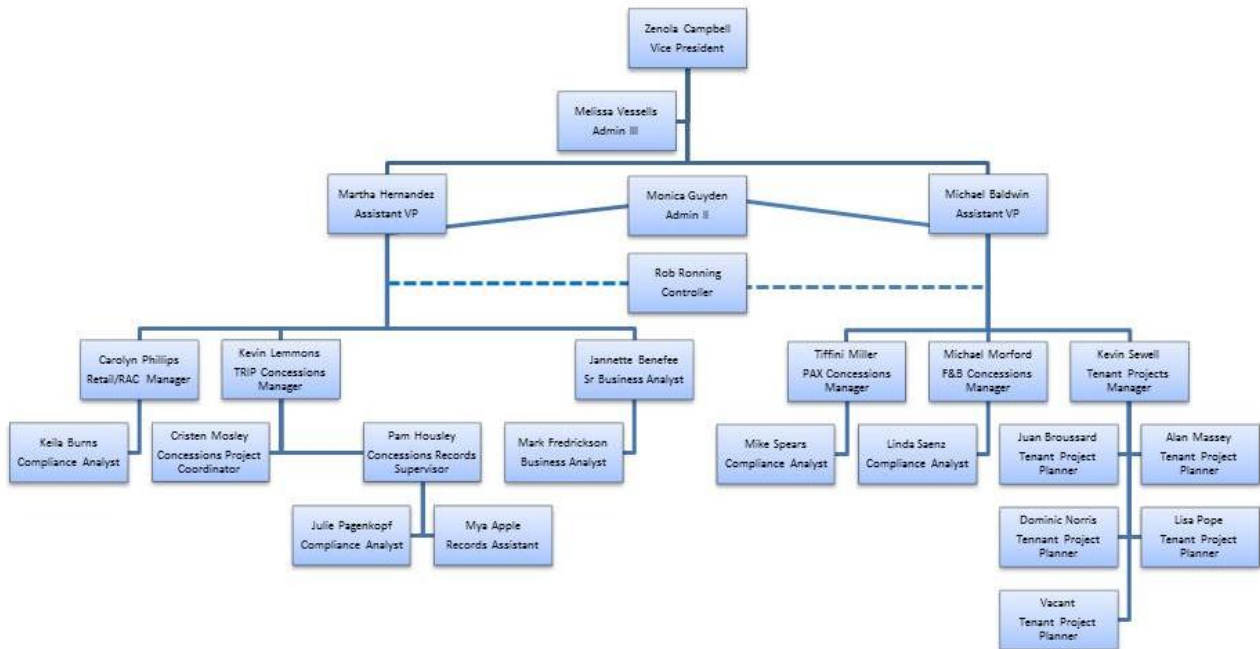 Zenola Campbell
Vice President
Melissa Vessells
Admin III
Martha Hernandez
Assistant VP
Monica Guyden
Admin II
Michael Baldwin
Assistant VP
Rob Ronning
Controller
Carolyn Phillips
Retail/RAC Manager
Kevin Lemmons
TRIP Concessions
Manager
Jannette Benefee
Sr Business Analyst
Tiffini Miller
PAX Concessions
Manager
Michael Morford
F&B Concessions
Manager
Kevin Sewell
Tenant Projects
Manager
Keila Burns
Compliance Analyst
Cristen Mosley
Concessions Project
Coordinator
Pam Housley
Concessions Records
Supervisor
Mark Fredrickson
Business Analyst
Mike Spears
Compliance Analyst
Linda Saenz
Compliance Analyst
Juan Broussard
Tenant Project
Planner
Alan Massey
Tenant Project
Planner
Julie Pagenkopf
Compliance Analyst
Mya Apple
Records Assistant
Dominic Norris
Tennant Project
Planner
Lisa Pope
Tenant Project
Planner
Vacant
Tenant Project
Planner